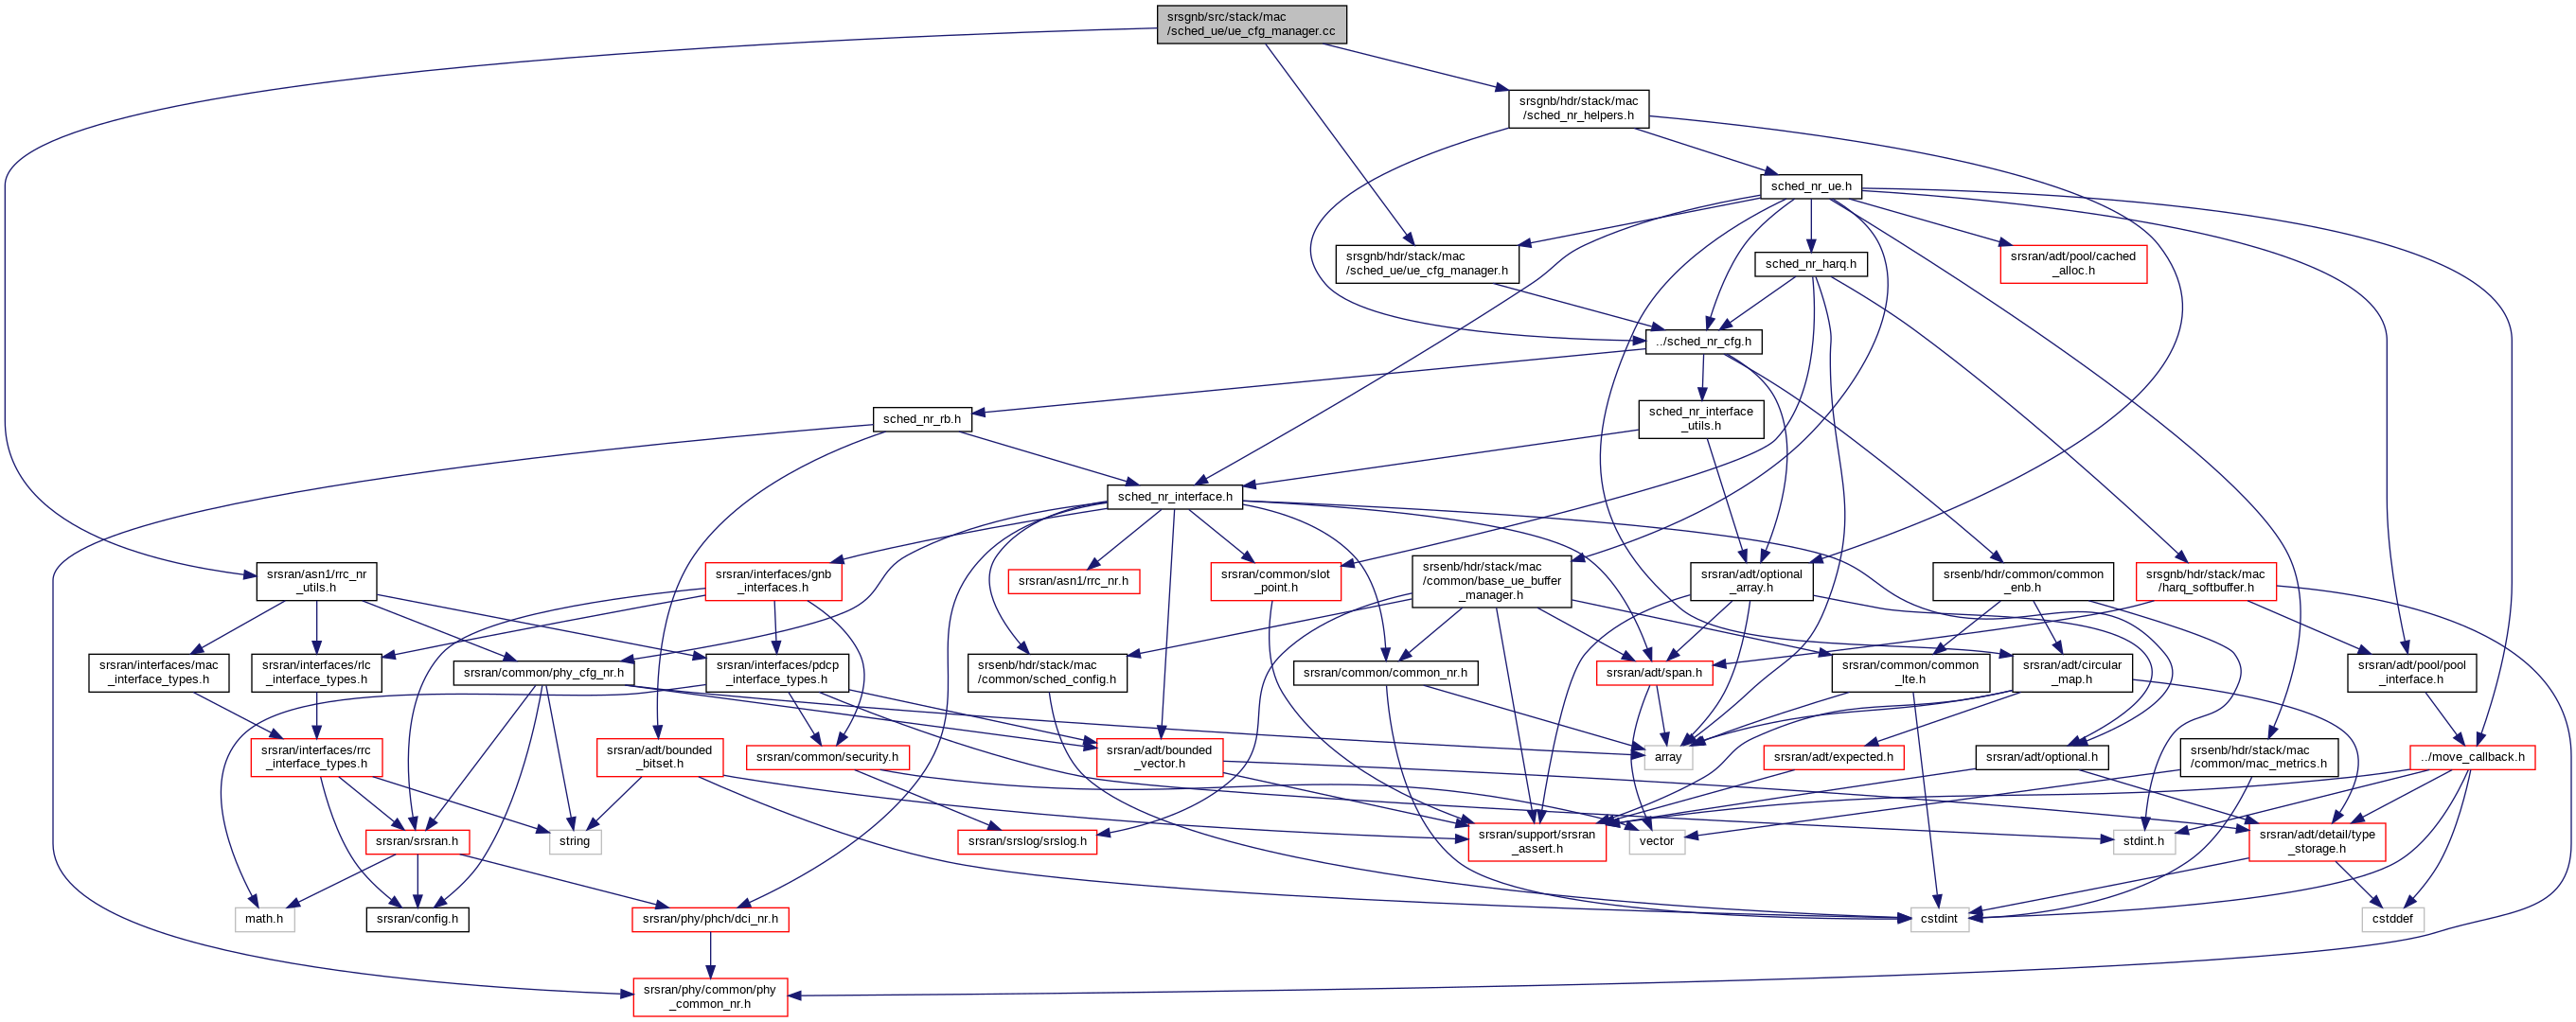 srsgnb/src/stack/mac
/sched_ue/ue_cfg_manager.cc
srsgnb/hdr/stack/mac
/sched_nr_helpers.h
sched_nr_ue.h
srsgnb/hdr/stack/mac
/sched_ue/ue_cfg_manager.h
sched_nr_harq.h
srsran/adt/pool/cached
_alloc.h
../sched_nr_cfg.h
sched_nr_rb.h
sched_nr_interface
_utils.h
sched_nr_interface.h
srsran/asn1/rrc_nr
_utils.h
srsran/interfaces/gnb
_interfaces.h
srsran/asn1/rrc_nr.h
srsran/common/slot
_point.h
srsenb/hdr/stack/mac
/common/base_ue_buffer
_manager.h
srsran/adt/optional
_array.h
srsenb/hdr/common/common
_enb.h
srsgnb/hdr/stack/mac
/harq_softbuffer.h
srsran/interfaces/mac
_interface_types.h
srsran/interfaces/rlc
_interface_types.h
srsran/common/phy_cfg_nr.h
srsran/interfaces/pdcp
_interface_types.h
srsenb/hdr/stack/mac
/common/sched_config.h
srsran/common/common_nr.h
srsran/adt/span.h
srsran/common/common
_lte.h
srsran/adt/circular
_map.h
srsran/adt/pool/pool
_interface.h
srsran/interfaces/rrc
_interface_types.h
srsran/adt/bounded
_bitset.h
srsran/common/security.h
srsran/adt/bounded
_vector.h
array
srsran/adt/expected.h
srsran/adt/optional.h
srsenb/hdr/stack/mac
/common/mac_metrics.h
../move_callback.h
srsran/srsran.h
string
srsran/srslog/srslog.h
srsran/support/srsran
_assert.h
vector
stdint.h
srsran/adt/detail/type
_storage.h
math.h
srsran/config.h
srsran/phy/phch/dci_nr.h
cstdint
cstddef
srsran/phy/common/phy
_common_nr.h